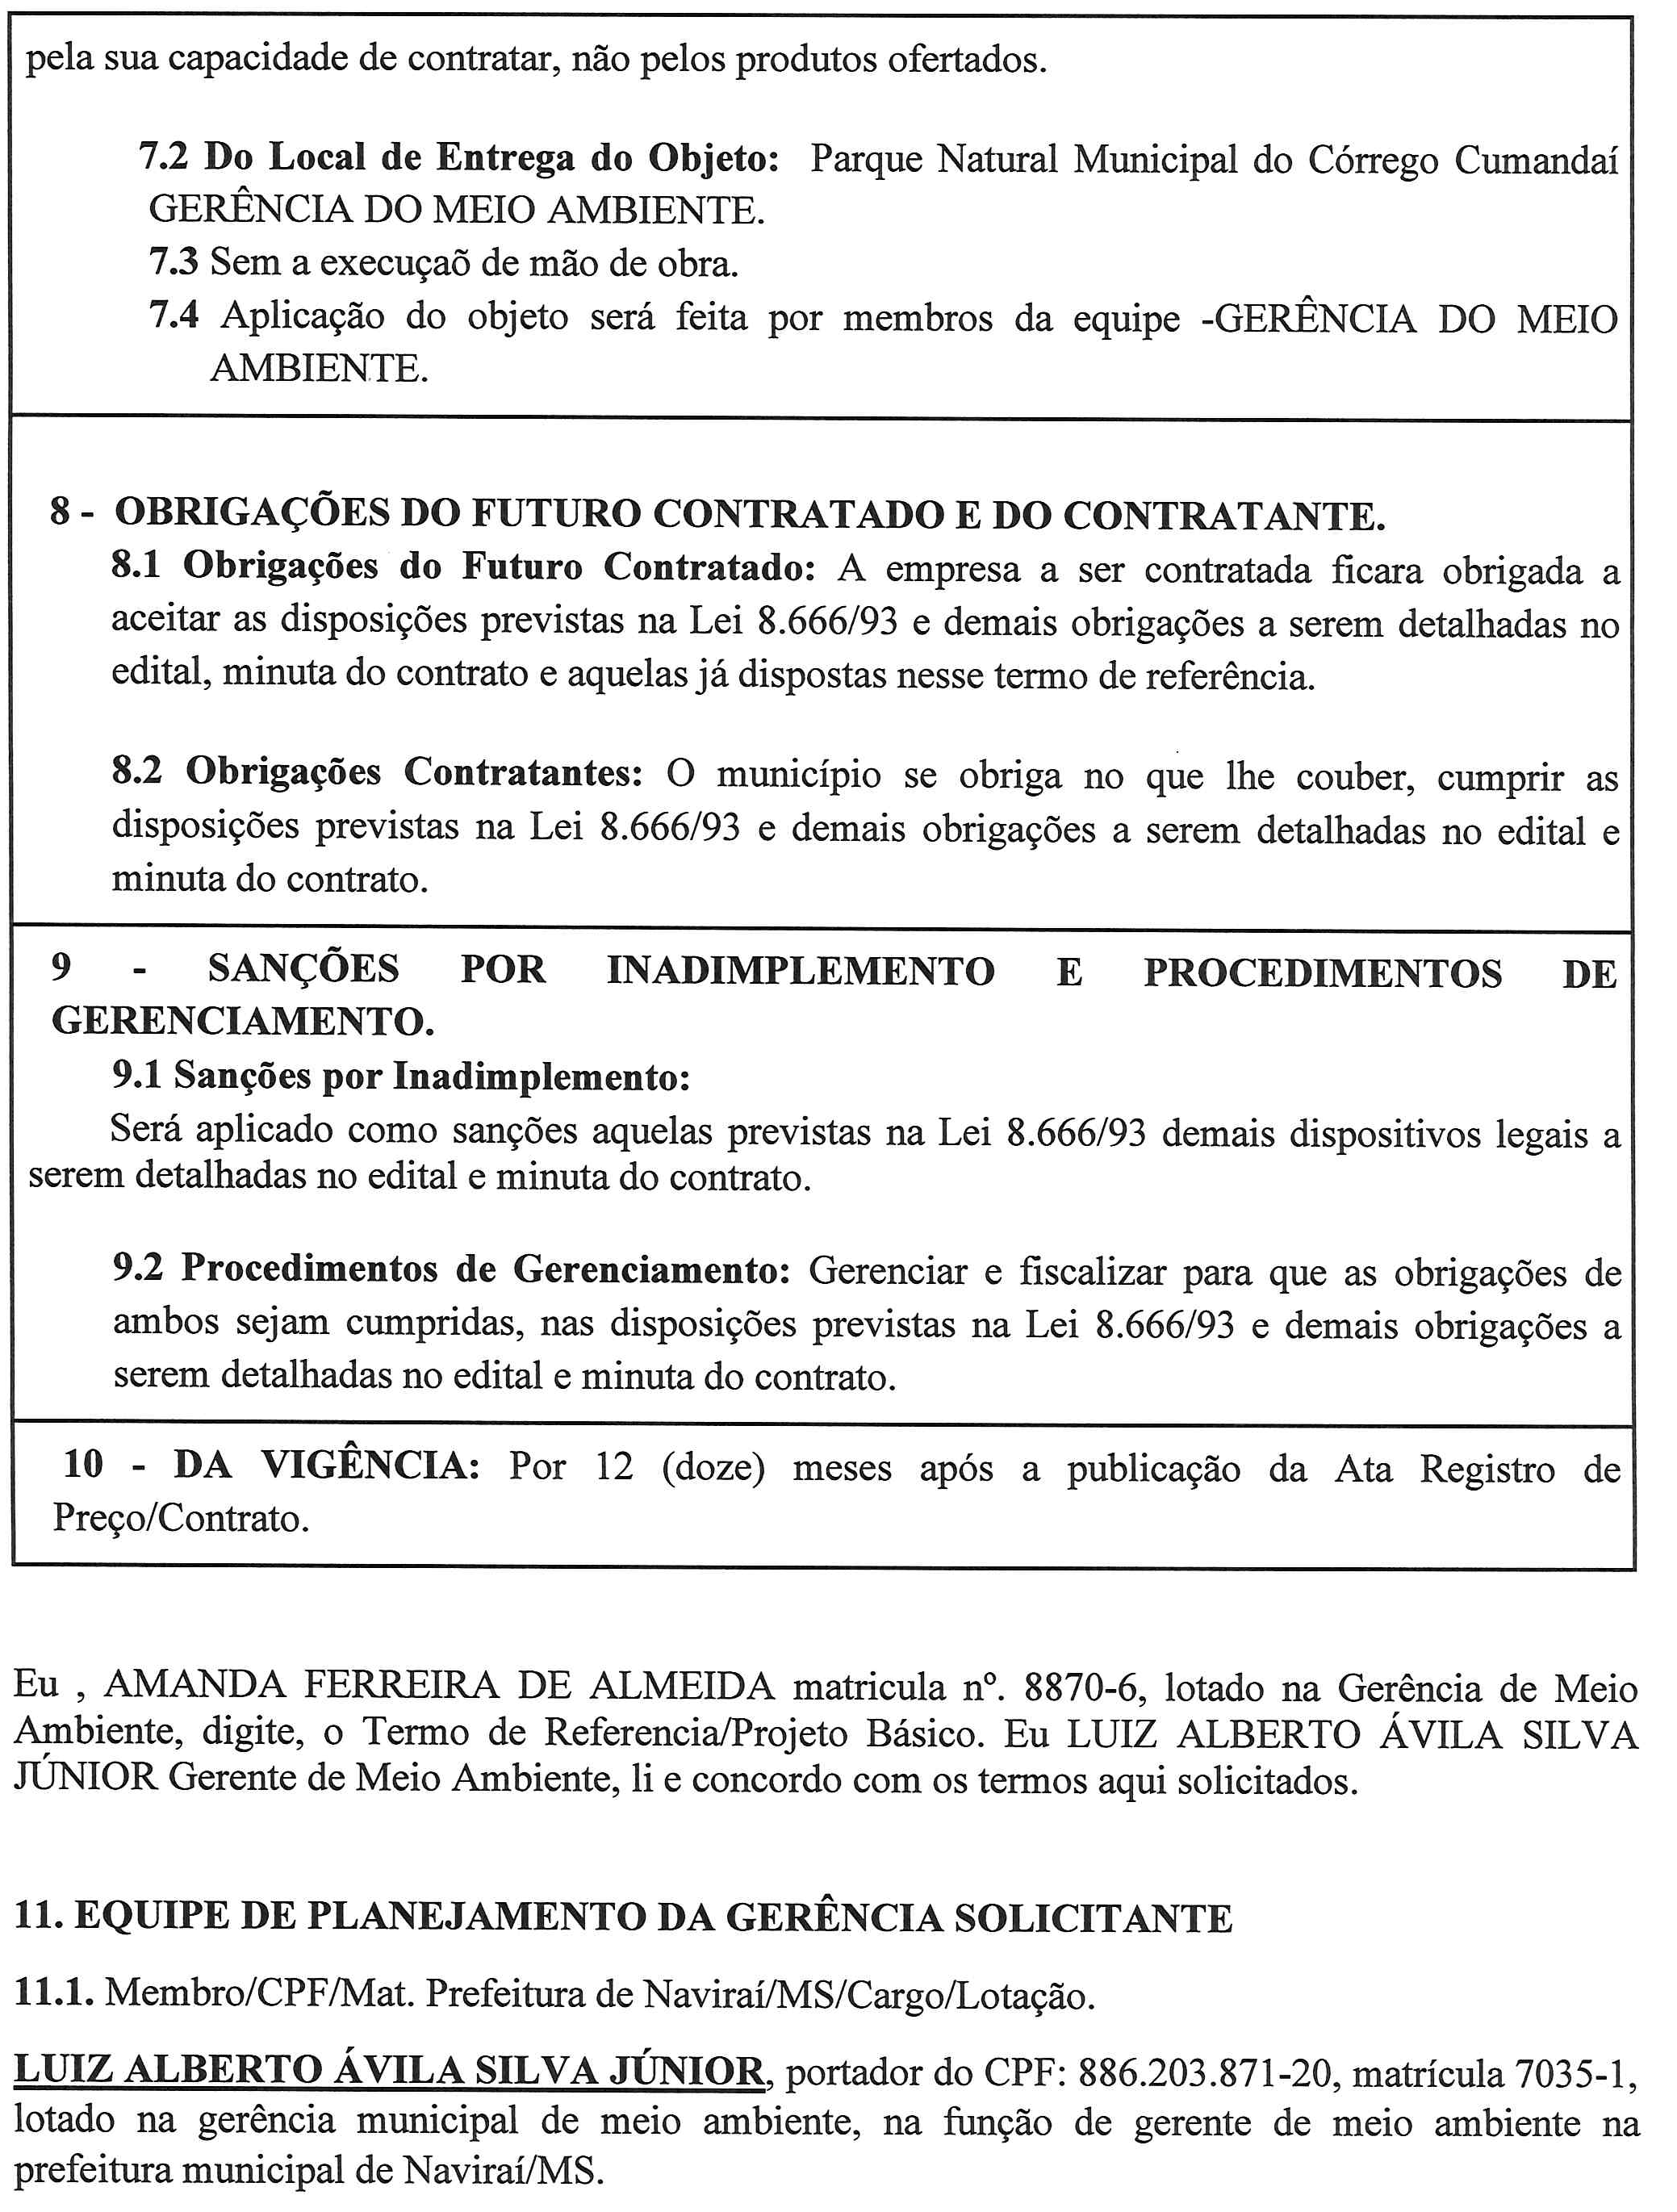 pela sua capacidade de contratar, não pelos produtos ofertados.
7.2 Do Local de Entrega do Objeto: Parque Natural Municipal do Córrego Cumandaí
GERÊNCIA DO MEIO AMBIENTE.
7.3 Sem a execuçaõ de mão de obra.
7.4 Aplicação do objeto será feita por membros da equipe -GERÊNCIA DO MEIO
AMBIENTE.
8 - OBRIGAÇÕES DO FUTURO CONTRATADO E DO CONTRATANTE.
8.1 Obrigações do Futuro Contratado: A empresa a ser contratada ficara obrigada a
aceitar as disposições previstas na Lei 8.666/93 e demais obrigações a serem detalhadas no
edital, minuta do contrato e aquelas já dispostas nesse termo de referência.
8.2 Obrigações Contratantes: O município se obriga no que lhe couber, cumprir as
disposições previstas na Lei 8.666/93 e demais obrigações a serem detalhadas no edital e
minuta do contrato.
9 - SANÇÕES POR INADIMPLEMENTO E PROCEDIMENTOS DE
GERENCIAMENTO.
9.1 Sanções por Inadimplemento:
Será aplicado como sanções aquelas previstas na Lei 8.666/93 demais dispositivos legais a
serem detalhadas no edital e minuta do contrato.
9.2 Procedimentos de Gerenciamento: Gerenciar e fiscalizar para que as obrigações de
ambos sejam cumpridas, nas disposições previstas na Lei 8.666/93 e demais obrigações a
serem detalhadas no edital e minuta do contrato.
10 - DA VIGÊNCIA: Por 12 (doze) meses após a publicação da Ata Registro de
Preço/Contrato.
Eu , AMANDA FERREIRA DE ALMEIDA matricula nº. 8870-6, lotado na Gerência de Meio
Ambiente, digite, o Termo de Referencia/Projeto Básico. Eu LUIZ ALBERTO ÁVILA SILVA
JÚNIOR Gerente de Meio Ambiente, li e concordo com os termos aqui solicitados.
11. EQUIPE DE PLANEJAMENTO DA GERÊNCIA SOLICITANTE
11.1. Membro/CPF/Mat. Prefeitura de Naviraí/MS/Cargo/Lotação.
LUIZ ALBERTO ÁVILA SILVA JÚNIOR, portador do CPF: 886.203.871-20, matrícula 7035-1,
lotado na gerência municipal de meio ambiente, na função de gerente de meio ambiente na
prefeitura municipal de Naviraí/MS.